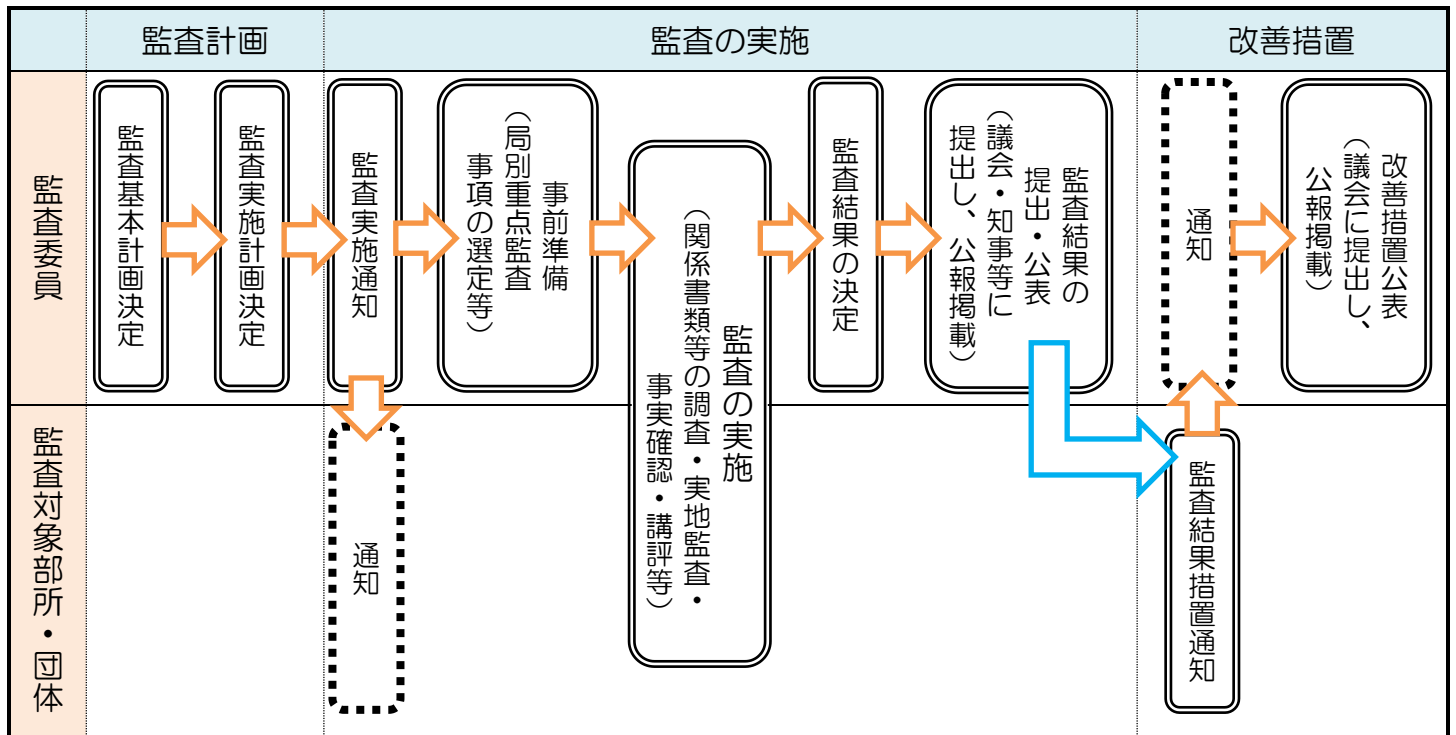 監査計画
監査の実施
改善措置
監査委員
監査基本計画決定
監査実施計画決定
監査実施通知
事前準備
（局別重点監査
事項の選定等）
監査の実施
（関係書類等の調査・実地監査・
事実確認・講評等）
監査結果の決定
監査結果の
提出・公表
（議会・知事等に
提出し、公報掲載）
通知
改善措置公表
（議会に提出し、
公報掲載）
監査対象部所・団体
通知
監査結果措置通知